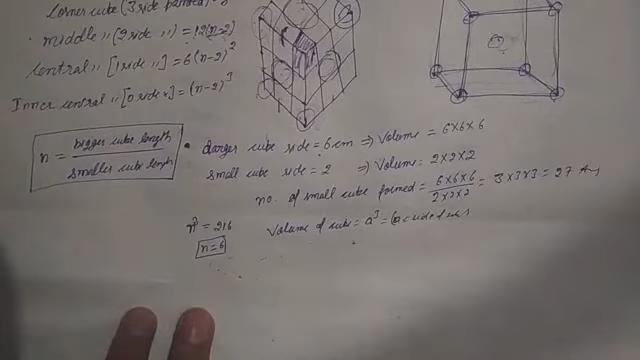 Corner cube (3 side painted) =
• middle ,, (2 side ,,) = 12(n-2)
Central ,, [1 side ,,] = 6(n-2)²
Inner central ,, [0 side ,,] = (n-2)³
n = bigger cube length / smaller cube length
• Larger cube side = 6 cm ⇒ Volume = 6×6×6
small cube side = 2 ⇒ Volume = 2×2×2
no. of small cube formed = 6×6×6 / 2×2×2 = 3×3×3 = 27 Ans
n³ = 216
n=6
Volume of cube = a³ =